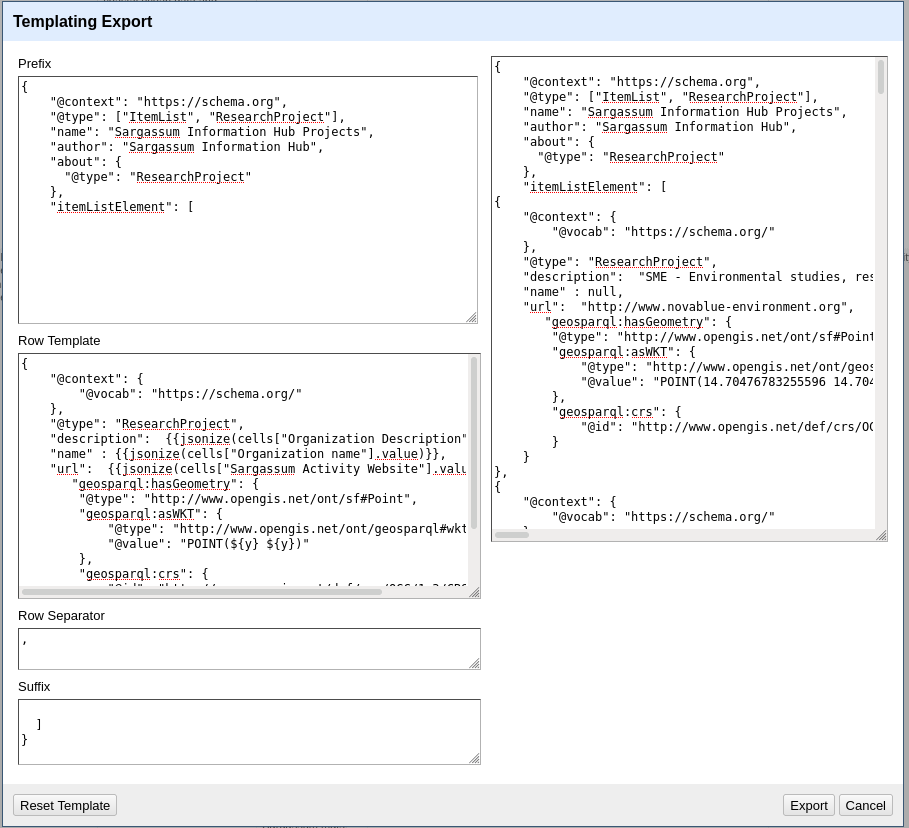 Templating Export
Prefix
{
    "@context": "https://schema.org",
    "@type": ["ItemList", "ResearchProject"],
    "name": "Sargassum Information Hub Projects",
    "author": "Sargassum Information Hub",
    "about": {
      "@type": "ResearchProject"
    },
    "itemListElement": [
Row Template
{
    "@context": {
        "@vocab": "https://schema.org/"
    },
    "@type": "ResearchProject",
    "description":  {{jsonize(cells["Organization Description"
    "name" : {{jsonize(cells["Organization name"].value)}},
    "url":  {{jsonize(cells["Sargassum Activity Website"].valu
       "geosparql:hasGeometry": {
        "@type": "http://www.opengis.net/ont/sf#Point",
        "geosparql:asWKT": {
            "@type": "http://www.opengis.net/ont/geosparql#wkt
            "@value": "POINT(${y} ${y})"
        },
        "geosparql:crs": {
Row Separator
,
Suffix
  ]
}
{
    "@context": "https://schema.org",
    "@type": ["ItemList", "ResearchProject"],
    "name": "Sargassum Information Hub Projects",
    "author": "Sargassum Information Hub",
    "about": {
      "@type": "ResearchProject"
    },
    "itemListElement": [
{
    "@context": {
        "@vocab": "https://schema.org/"
    },
    "@type": "ResearchProject",
    "description":  "SME - Environmental studies, res
    "name" : null,
    "url":  "http://www.novablue-environment.org",
       "geosparql:hasGeometry": {
        "@type": "http://www.opengis.net/ont/sf#Point
        "geosparql:asWKT": {
            "@type": "http://www.opengis.net/ont/geos
            "@value": "POINT(14.70476783255596 14.704
        },
        "geosparql:crs": {
            "@id": "http://www.opengis.net/def/crs/OG
        }
    }
},
{
    "@context": {
        "@vocab": "https://schema.org/"
Reset Template
Export
Cancel